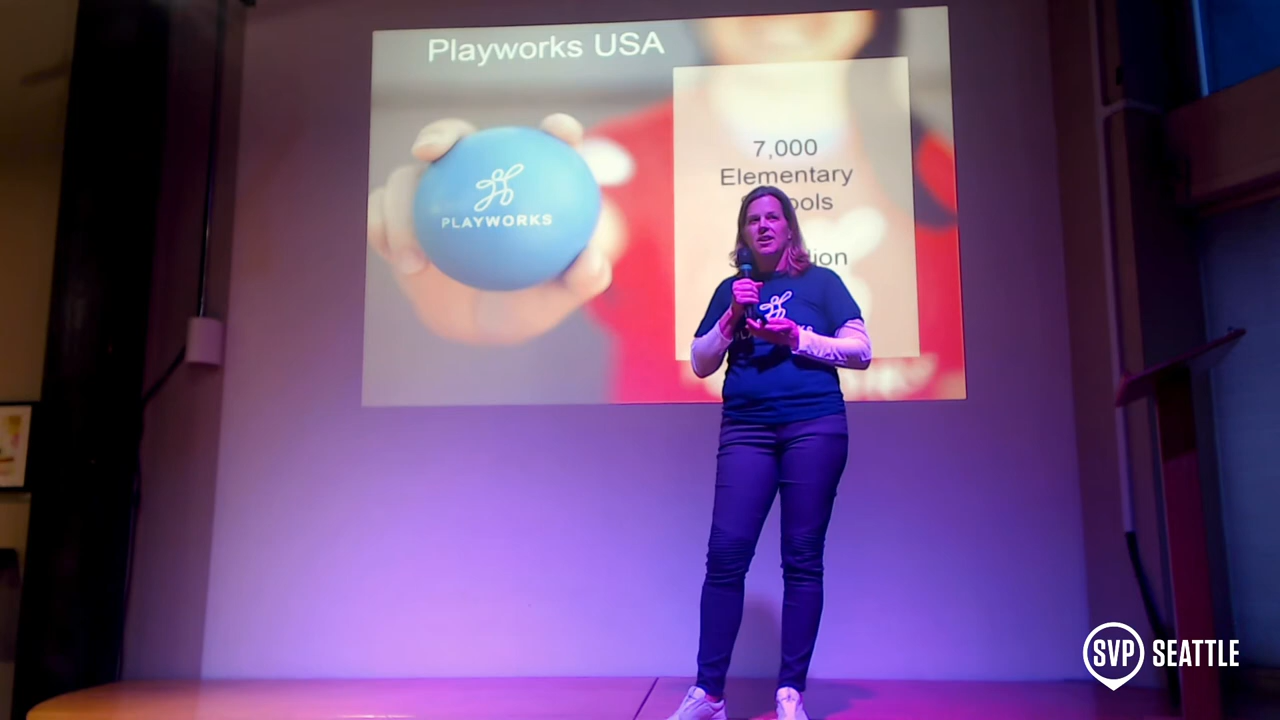 Playworks USA
PLAYWORKS
7,000
Elementary
SVP SEATTLE